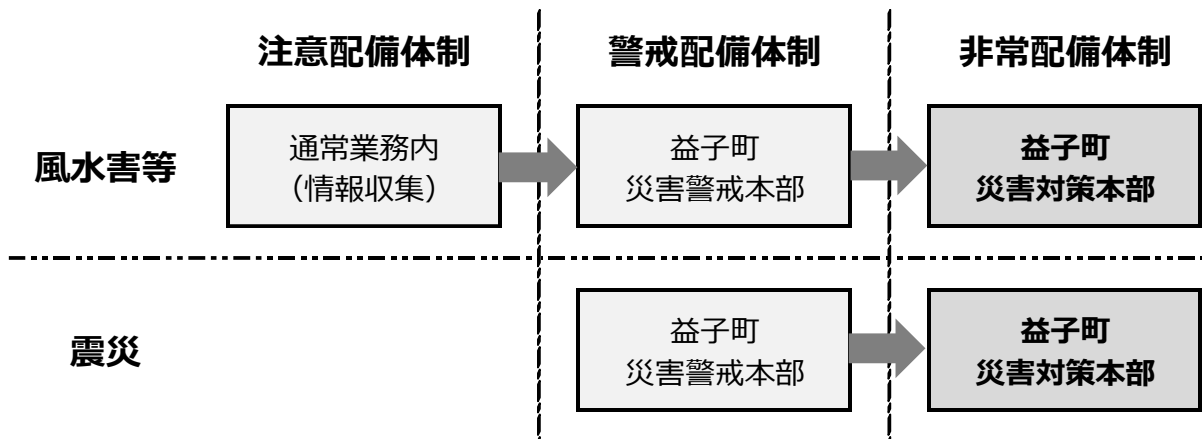 注意配備体制
警戒配備体制
非常配備体制
風水害等
通常業務内
（情報収集）
益子町
災害警戒本部
益子町
災害対策本部
震災
益子町
災害警戒本部
益子町
災害対策本部